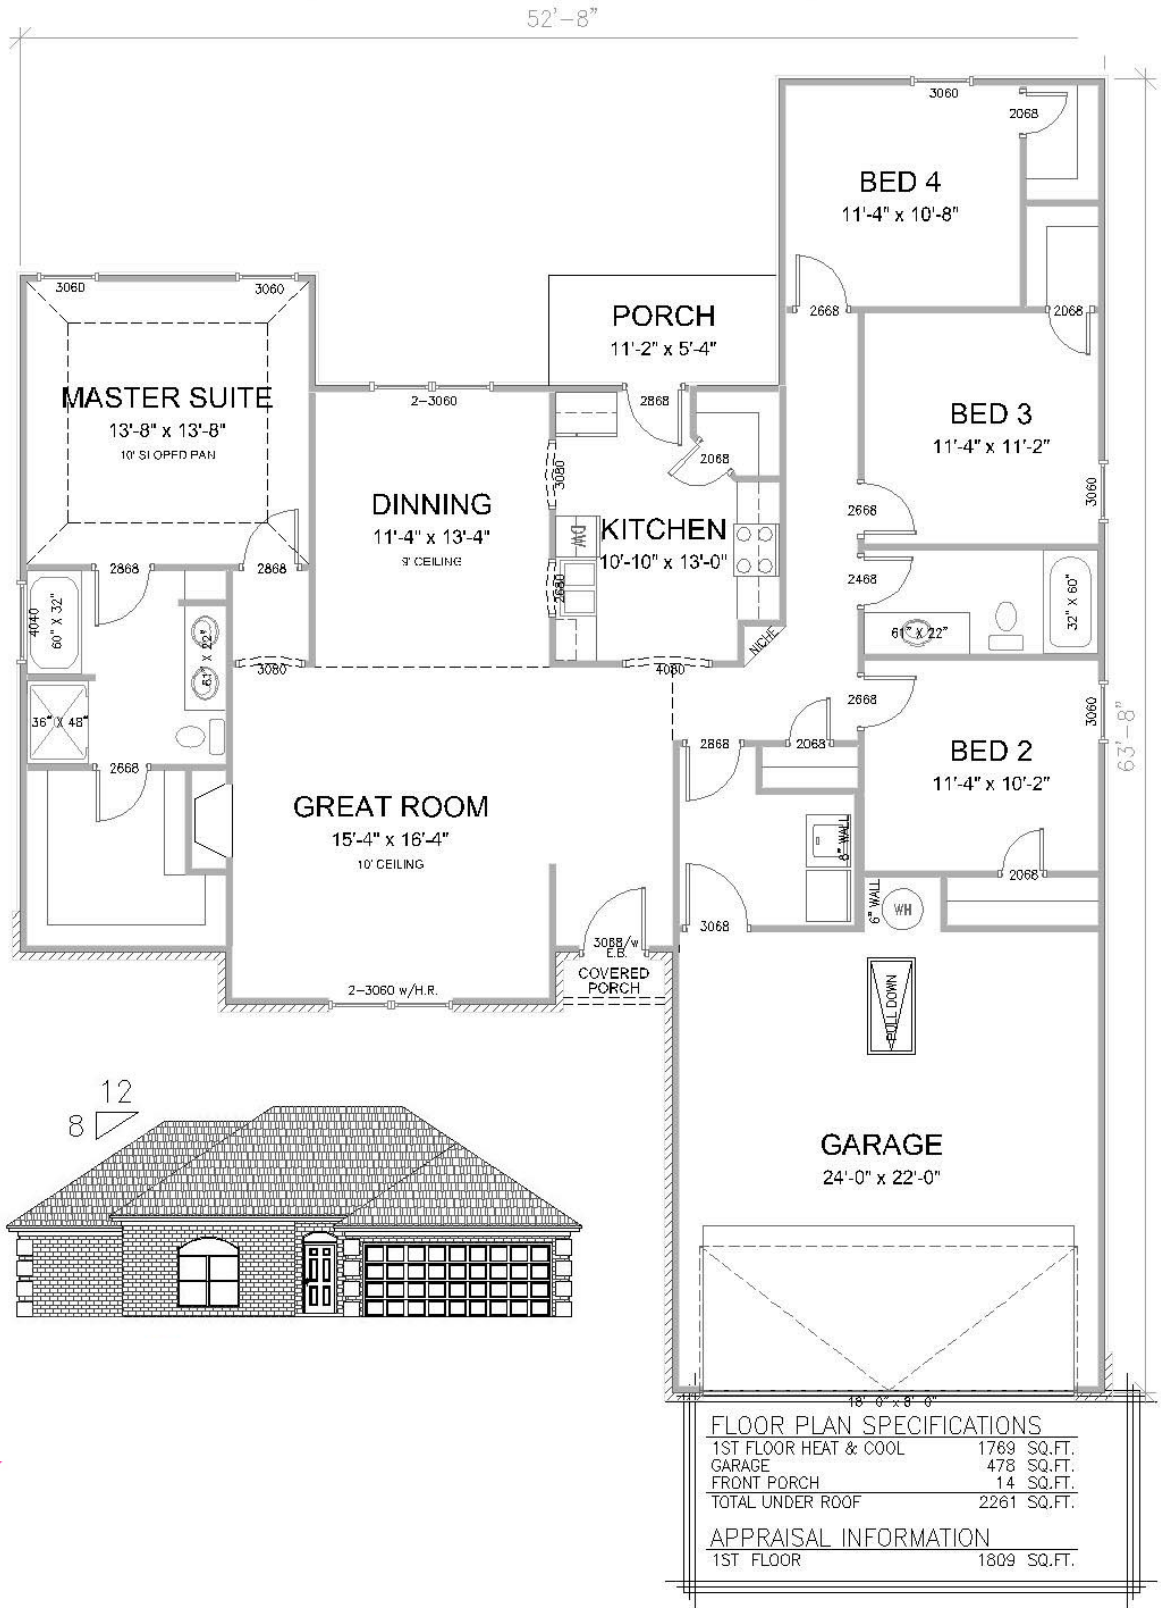 52'-8"
3060
2068
BED 4
11'-4" x 10'-8"
3060
3060
2668
2068
PORCH
11'-2" x 5'-4"
MASTER SUITE
13'-8" x 13'-8"
10' SLOPED PAN
2-3060
2868
BED 3
11'-4" x 11'-2"
2068
3080
3060
DINNING
11'-4" x 13'-4"
9' CEILING
DW
KITCHEN
10'-10" x 13'-0"
2668
2868
2868
2680
2468
4040
60" X 32"
32" X 60"
61" X 22"
61" X 22"
NICHE
3080
4080
2668
3060
63'-8"
36" X 48"
2868
2068
BED 2
11'-4" x 10'-2"
2668
GREAT ROOM
15'-4" x 16'-4"
10' CEILING
6" WALL
2068
6" WALL
WH
3068
3068/w
E.B.
COVERED
PORCH
2-3060 w/H.R.
PULL DOWN
12
8
GARAGE
24'-0" x 22'-0"
FLOOR PLAN SPECIFICATIONS
1ST FLOOR HEAT & COOL 1769 SQ.FT.
GARAGE 478 SQ.FT.
FRONT PORCH 14 SQ.FT.
TOTAL UNDER ROOF 2261 SQ.FT.
APPRAISAL INFORMATION
1ST FLOOR 1809 SQ.FT.